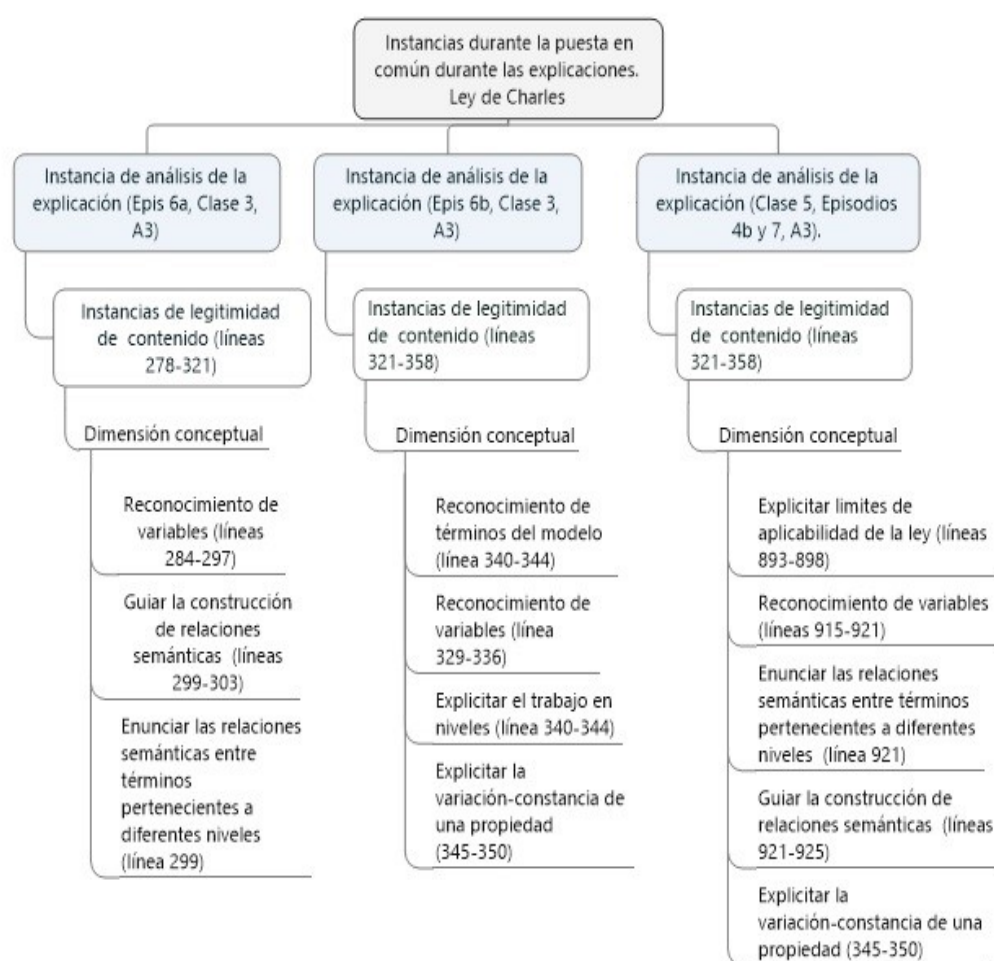 Instancias durante la puesta en
común durante las explicaciones.
Ley de Charles
Instancia de análisis de la
explicación (Epis 6a, Clase 3,
A3)
Instancias de legitimidad
de contenido (líneas
278-321)
Dimensión conceptual
Reconocimiento de
variables (líneas
284-297)
Guiar la construcción
de relaciones
semánticas (líneas
299-303)
Enunciar las relaciones
semánticas entre
términos
pertenecientes a
diferentes niveles
(línea 299)
Instancia de análisis de la
explicación (Epis 6b, Clase 3,
A3)
Instancias de legitimidad
de contenido (líneas
321-358)
Dimensión conceptual
Reconocimiento de
términos del modelo
(línea 340-344)
Reconocimiento de
variables (línea
329-336)
Explicitar el trabajo en
niveles (línea 340-344)
Explicitar la
variación-constancia de
una propiedad
(345-350)
Instancia de análisis de la
explicación (Clase 5, Episodios
4b y 7, A3).
Instancias de legitimidad
de contenido (líneas
321-358)
Dimensión conceptual
Explicitar limites de
aplicabilidad de la ley (líneas
893-898)
Reconocimiento de variables
(líneas 915-921)
Enunciar las relaciones
semánticas entre términos
pertenecientes a diferentes
niveles (línea 921)
Guiar la construcción de
relaciones semánticas (líneas
921-925)
Explicitar la
variación-constancia de una
propiedad (345-350)